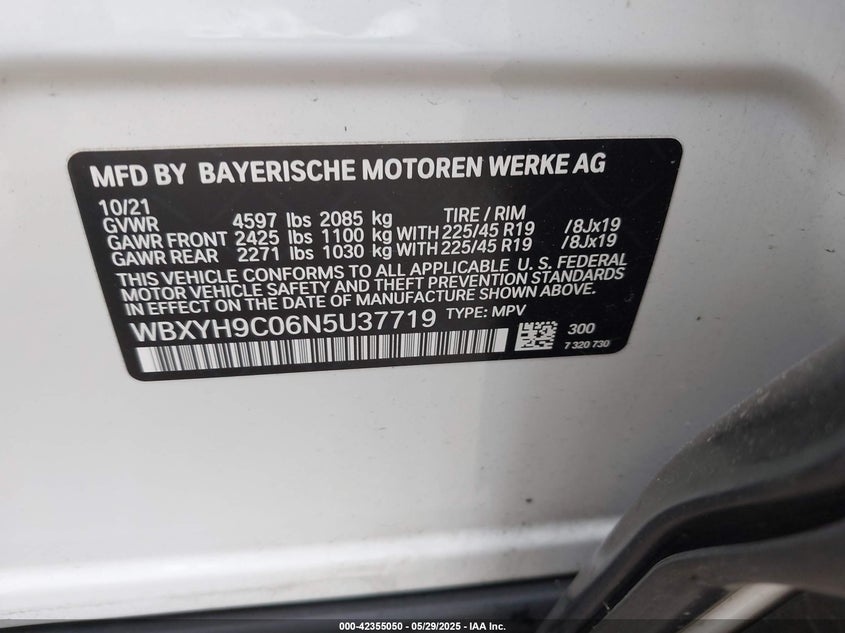 MFD BY BAYERISCHE MOTOREN WERKE AG
10/21
GVWR 4597 lbs 2085 kg TIRE / RIM
GAWR FRONT 2425 lbs 1100 kg WITH 225/45 R19 /8Jx19
GAWR REAR 2271 lbs 1030 kg WITH 225/45 R19 /8Jx19
THIS VEHICLE CONFORMS TO ALL APPLICABLE U. S. FEDERAL
MOTOR VEHICLE SAFETY AND THEFT PREVENTION STANDARDS
IN EFFECT ON THE DATE OF MANUFACTURE SHOWN ABOVE.
WBXYH9C06N5U37719 TYPE: MPV
300
7 320 730
000-42355050 - 05/29/2025 - IAA Inc.